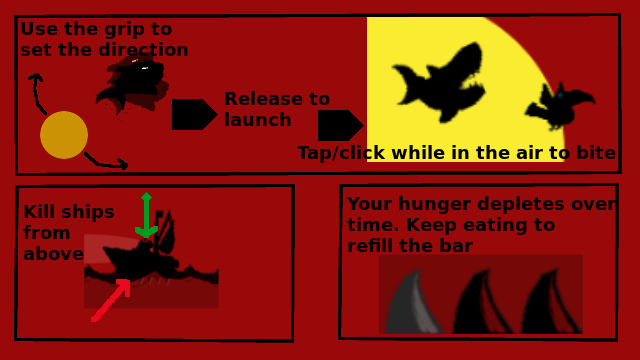 Use the grip to
set the direction
Release to
launch
Tap/click while in the air to bite
Kill ships
from
above
Your hunger depletes over
time. Keep eating to
refill the bar